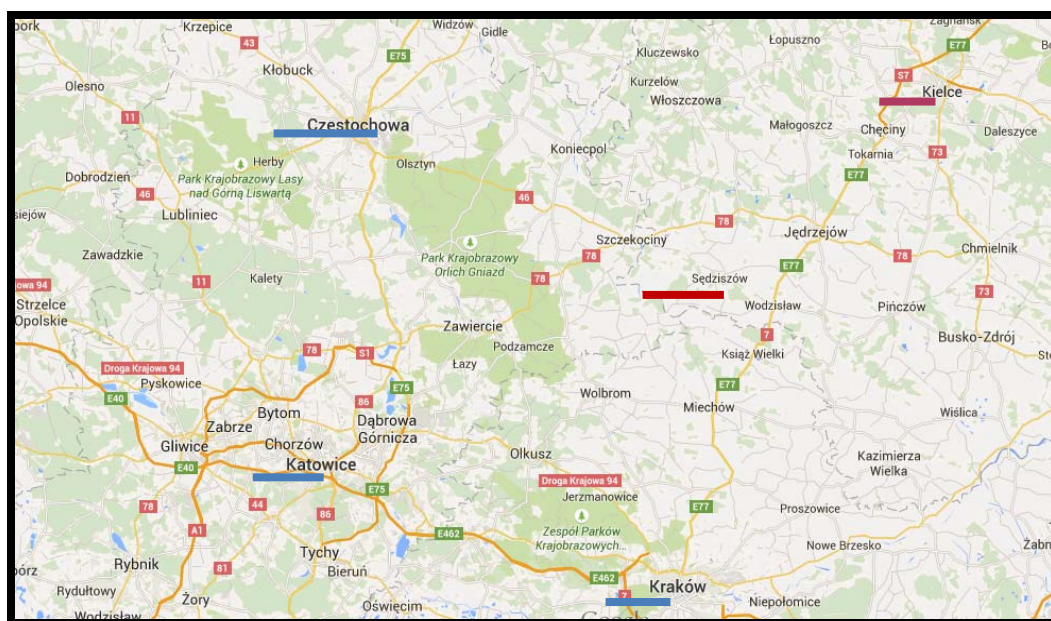 Krzepice
Widzów
Gidle
Łopuszno
Zagnańsk
E77
43
E75
Kluczewsko
Kłobuck
Kurzelów
S7
Olesno
Włoszczowa
Kielce
11
Częstochowa
Małogoszcz
Chęciny
Daleszyce
Koniecpol
Tokarnia
73
Herby
Olsztyn
Dobrodzień
Park Krajobrazowy Lasy
nad Górną Liswartą
E77
46
46
Lubliniec
78
Szczekociny
Jędrzejów
Zawadzkie
Park Krajobrazowy
Orlich Gniazd
78
78
Chmielnik
Kalety
78
E77
Sędziszów
11
73
Strzelce
Opolskie
Wodzisław
Pińczów
Zawiercie
7
Busko-Zdrój
Podzamcze
78
S1
Książ Wielki
Łazy
Droga Krajowa 94
Pyskowice
E75
E77
Wolbrom
E40
86
Miechów
Bytom
Wiślica
Zabrze
Dąbrowa
Górnicza
Chorzów
Gliwice
Olkusz
Kazimierza
Wielka
Katowice
E40
Droga Krajowa 94
E75
Jerzmanowice
78
44
86
E77
Proszowice
A1
Zespół Parków
Krajobrazowych...
E462
Nowe Brzesko
Tychy
Rybnik
Bieruń
81
E462
Kraków
Rydułtowy
7
Żory
Oświęcim
Niepołomice
Wodzisław
Google